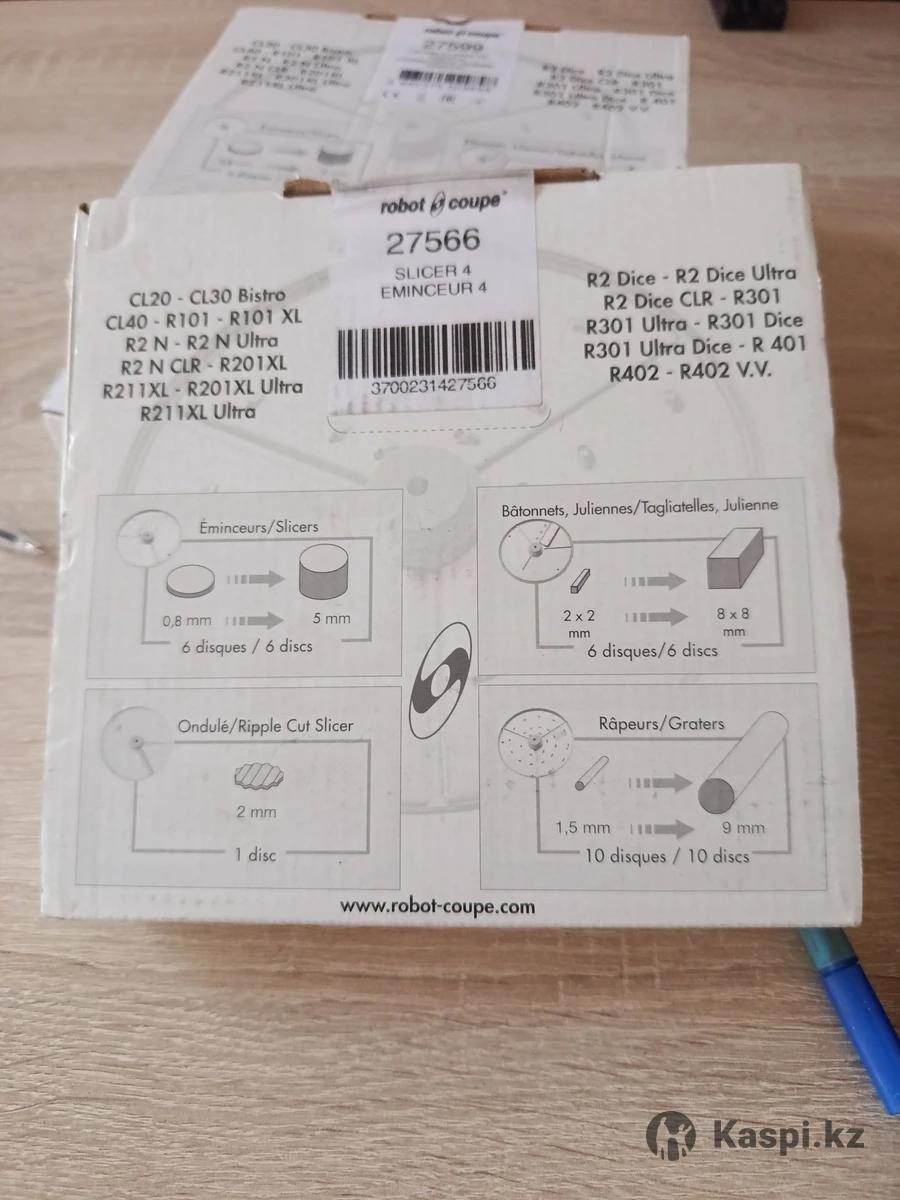 robot coupe
27599
robot coupe®
27566
SLICER 4
EMINCEUR 4
3700231427566
CL20 - CL30 Bistro
CL40 - R101 - R101 XL
R2 N - R2 N Ultra
R2 N CLR - R201XL
R211XL - R201XL Ultra
R211XL Ultra
R2 Dice - R2 Dice Ultra
R2 Dice CLR - R301
R301 Ultra - R301 Dice
R301 Ultra Dice - R 401
R402 - R402 V.V.
Éminceurs/Slicers
0,8 mm
5 mm
6 disques / 6 discs
Bâtonnets, Juliennes/Tagliatelles, Julienne
2 x 2
mm
8 x 8
mm
6 disques/6 discs
Ondulé/Ripple Cut Slicer
2 mm
1 disc
Râpeurs/Graters
1,5 mm
9 mm
10 disques / 10 discs
www.robot-coupe.com
Kaspi.kz